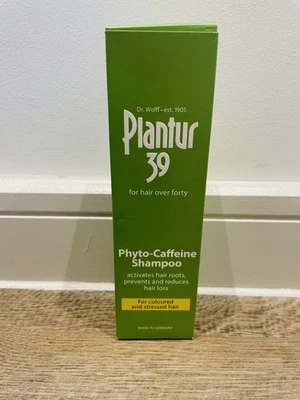 Dr. Wolff • est. 1905
Plantur
39
for hair over forty
Phyto-Caffeine
Shampoo
activates hair roots,
prevents and reduces
hair loss
For coloured
and stressed hair
MADE IN GERMANY